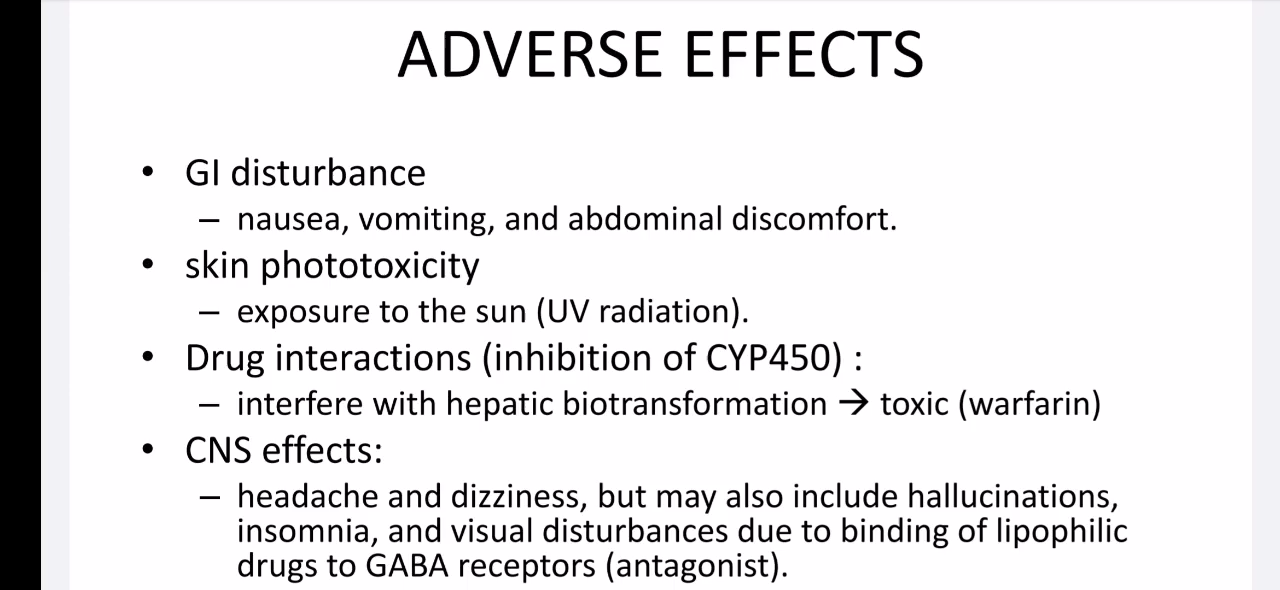 ADVERSE EFFECTS
• GI disturbance
– nausea, vomiting, and abdominal discomfort.
• skin phototoxicity
– exposure to the sun (UV radiation).
• Drug interactions (inhibition of CYP450) :
– interfere with hepatic biotransformation → toxic (warfarin)
• CNS effects:
– headache and dizziness, but may also include hallucinations,
insomnia, and visual disturbances due to binding of lipophilic
drugs to GABA receptors (antagonist).